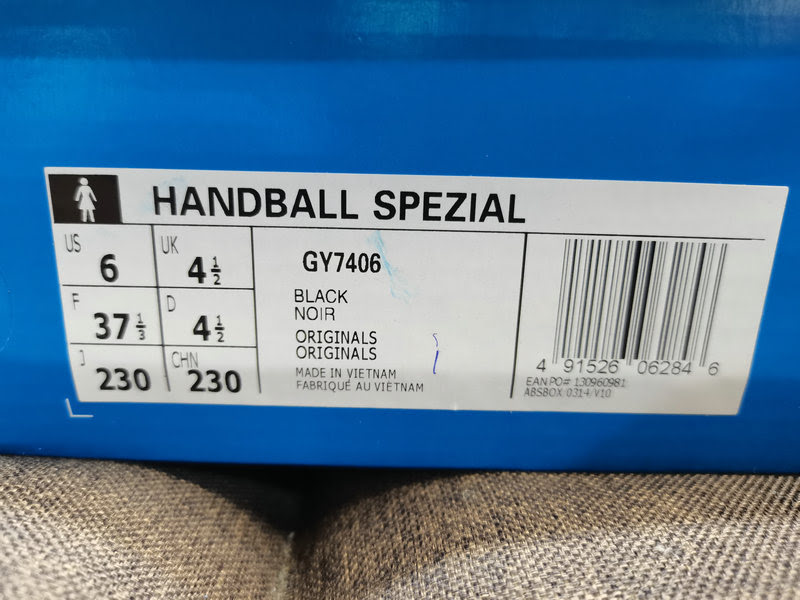 HANDBALL SPEZIAL
US 6
UK 4 1/2
F 37 1/3
D 4 1/2
J 230
CHN 230
GY7406
BLACK
NOIR
ORIGINALS
ORIGINALS
MADE IN VIETNAM
FABRIQUÉ AU VIETNAM
4 91526 06284 6
EAN PO# 130960981
ABSBOX 0314/V10